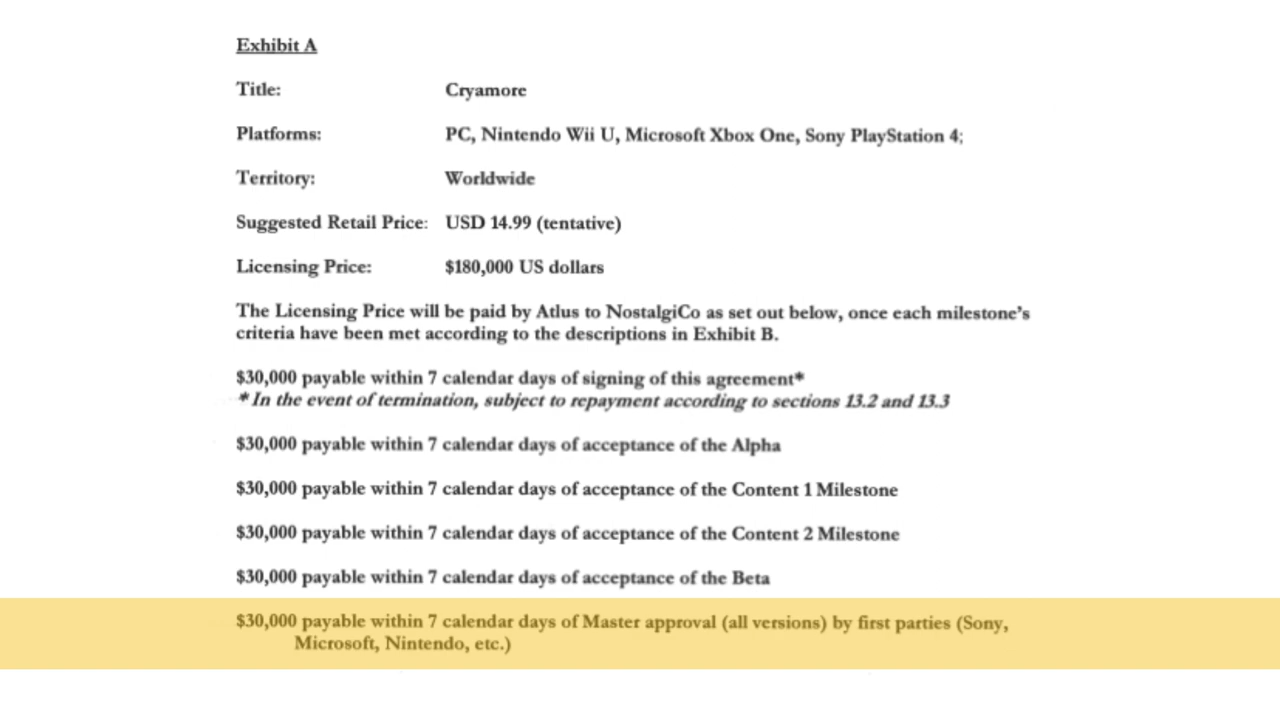 Exhibit A
Title: Cryamore
Platforms: PC, Nintendo Wii U, Microsoft Xbox One, Sony PlayStation 4;
Territory: Worldwide
Suggested Retail Price: USD 14.99 (tentative)
Licensing Price: $180,000 US dollars
The Licensing Price will be paid by Atlus to NostalgiCo as set out below, once each milestone's
criteria have been met according to the descriptions in Exhibit B.
$30,000 payable within 7 calendar days of signing of this agreement*
* In the event of termination, subject to repayment according to sections 13.2 and 13.3
$30,000 payable within 7 calendar days of acceptance of the Alpha
$30,000 payable within 7 calendar days of acceptance of the Content 1 Milestone
$30,000 payable within 7 calendar days of acceptance of the Content 2 Milestone
$30,000 payable within 7 calendar days of acceptance of the Beta
$30,000 payable within 7 calendar days of Master approval (all versions) by first parties (Sony,
Microsoft, Nintendo, etc.)